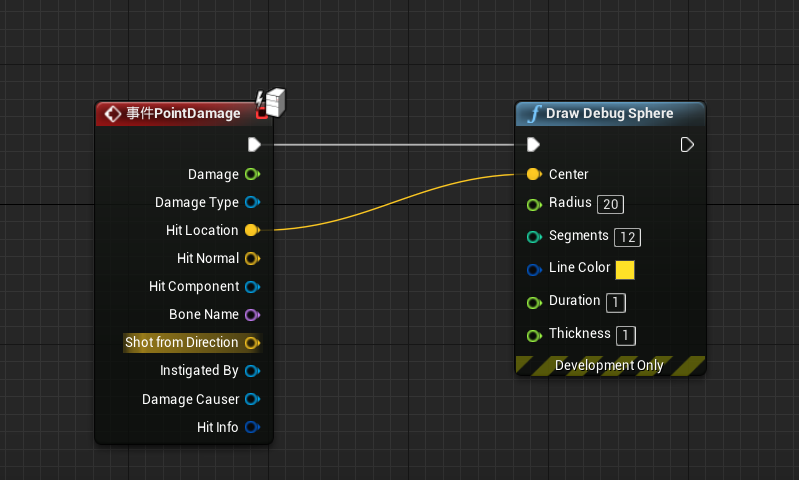 事件PointDamage
Damage
Damage Type
Hit Location
Hit Normal
Hit Component
Bone Name
Shot from Direction
Instigated By
Damage Causer
Hit Info
Draw Debug Sphere
Center
Radius 20
Segments 12
Line Color
Duration 1
Thickness 1
Development Only